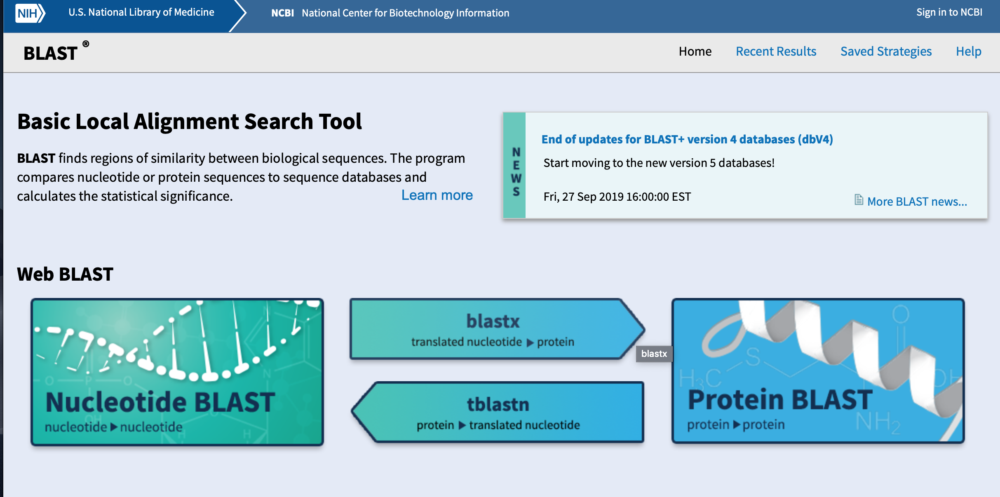 NIH
U.S. National Library of Medicine
NCBI National Center for Biotechnology Information
Sign in to NCBI
BLAST ®
Home Recent Results Saved Strategies Help
Basic Local Alignment Search Tool
BLAST finds regions of similarity between biological sequences. The program
compares nucleotide or protein sequences to sequence databases and
calculates the statistical significance.
Learn more
NEWS
End of updates for BLAST+ version 4 databases (dbV4)
Start moving to the new version 5 databases!
Fri, 27 Sep 2019 16:00:00 EST
More BLAST news...
Web BLAST
O P O N N
OH O H H
Nucleotide BLAST
nucleotide ▶ nucleotide
blastx
translated nucleotide ▶ protein
blastx
tblastn
protein ▶ translated nucleotide
O
S
H₃C OH
NH₂
Protein BLAST
protein ▶ protein